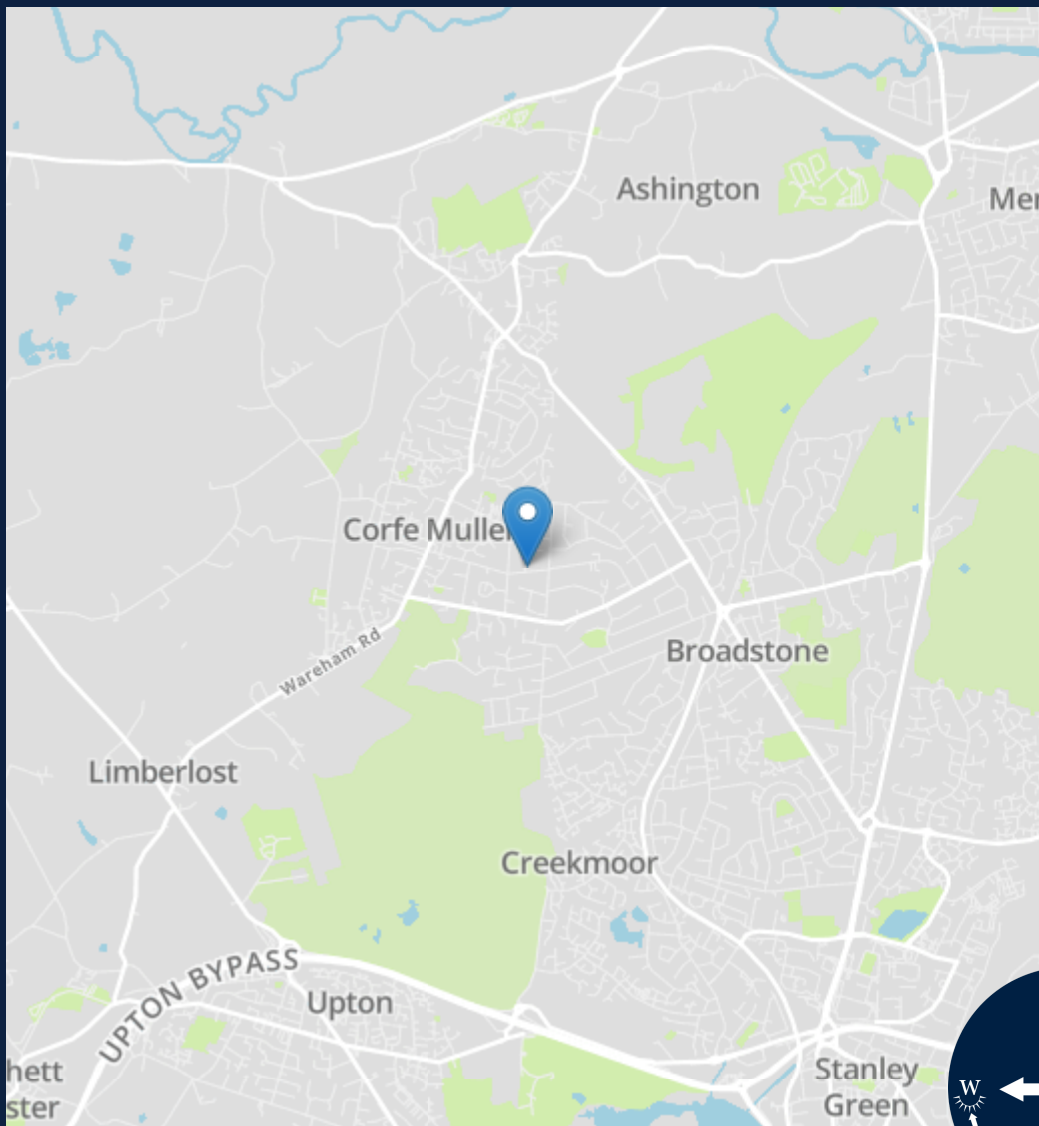 Ashington
Mer
Corfe Mulle
Wareham Rd
Broadstone
Limberlost
Creekmoor
UPTON BYPASS
Upton
hett
ster
Stanley
Green
W